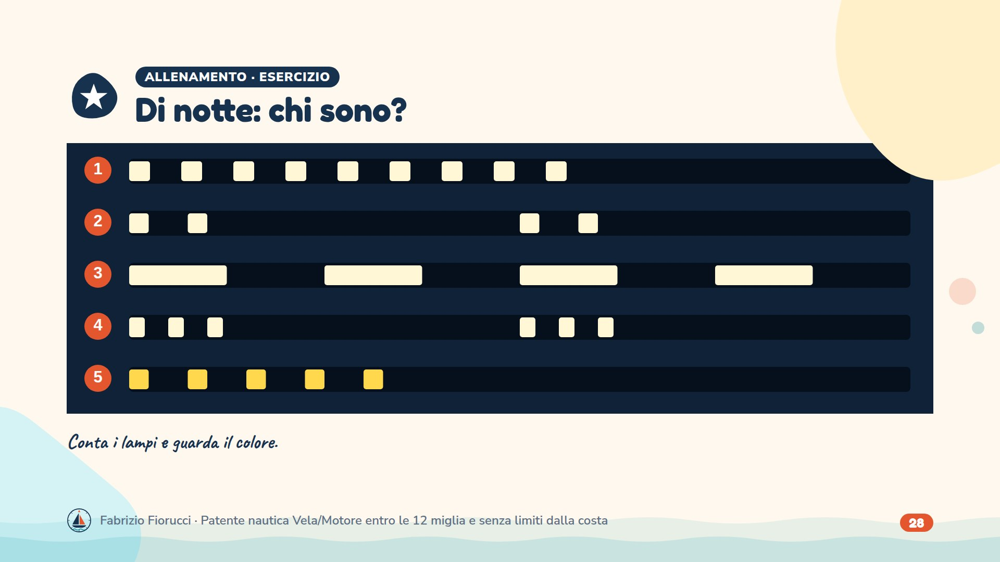 ALLENAMENTO · ESERCIZIO
Di notte: chi sono?
1
2
3
4
5
Conta i lampi e guarda il colore.
Fabrizio Fiorucci · Patente nautica Vela/Motore entro le 12 miglia e senza limiti dalla costa
28